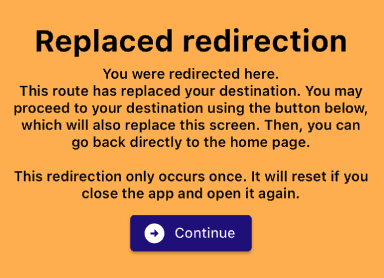 Replaced redirection
You were redirected here.
This route has replaced your destination. You may
proceed to your destination using the button below,
which will also replace this screen. Then, you can
go back directly to the home page.
This redirection only occurs once. It will reset if you
close the app and open it again.
Continue